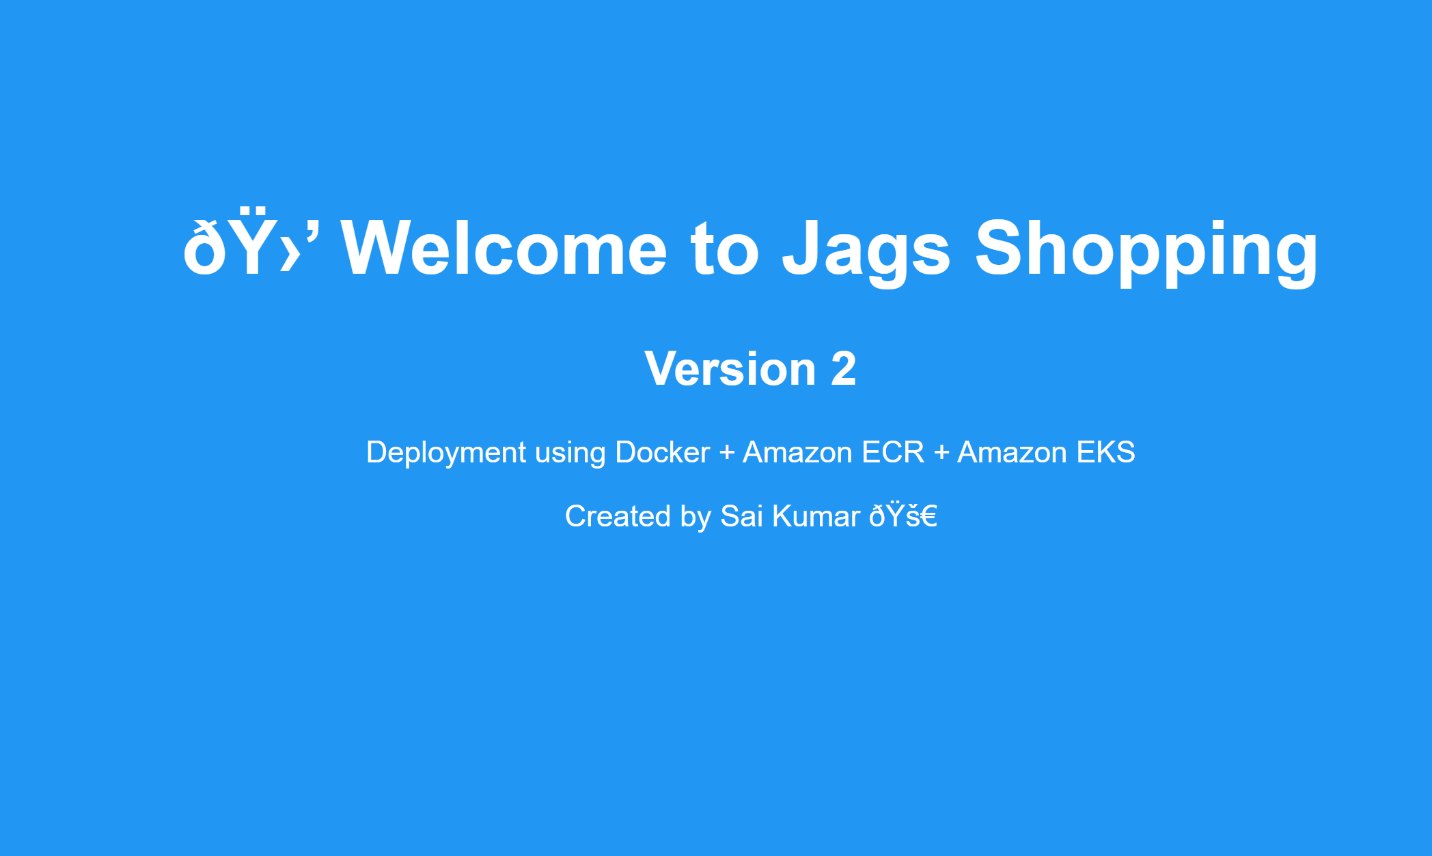 ðŸ›’ Welcome to Jags Shopping
Version 2
Deployment using Docker + Amazon ECR + Amazon EKS
Created by Sai Kumar ðŸš€